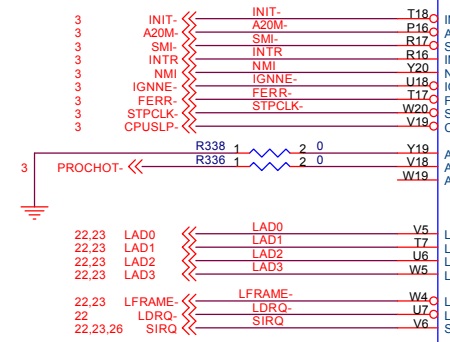 3 INIT- INIT- T18 I
3 A20M- A20M- P16 A
3 SMI- SMI- R17 S
3 INTR INTR R16 I
3 NMI NMI Y20 N
3 IGNNE- IGNNE- U18 I
3 FERR- FERR- T17 F
3 STPCLK- STPCLK- W20 S
3 CPUSLP- V19 C
R338 1 2 0 Y19 A
3 PROCHOT- R336 1 2 0 V18 A
W19 A
22,23 LAD0 LAD0 V5 L
22,23 LAD1 LAD1 T7 L
22,23 LAD2 LAD2 U6 L
22,23 LAD3 LAD3 W5 L
22,23 LFRAME- LFRAME- W4 L
22 LDRQ- LDRQ- U7 L
22,23,26 SIRQ SIRQ V6 S